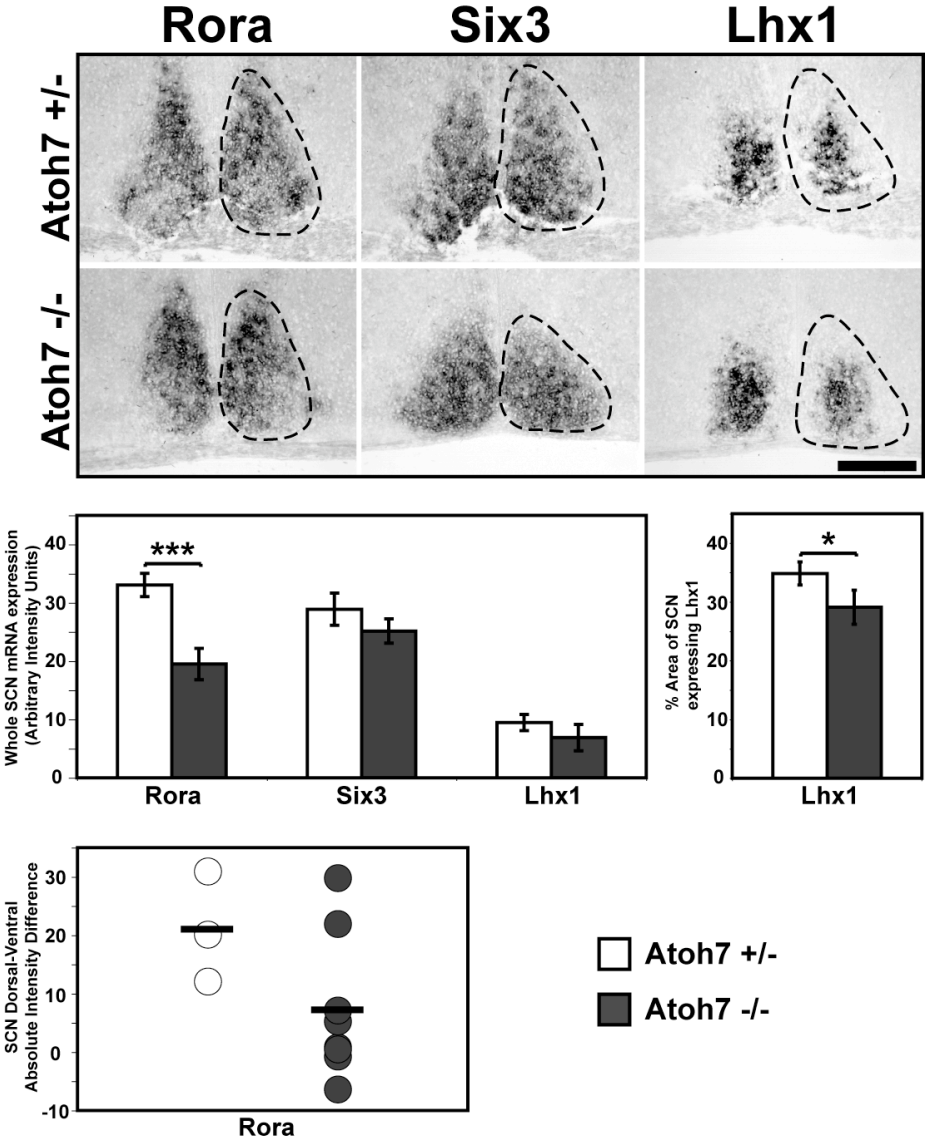 Rora Six3 Lhx1
Atoh7 +/-
Atoh7 -/-
Whole SCN mRNA expression
(Arbitrary Intensity Units)
40
30
20
10
0
***
Rora Six3 Lhx1
% Area of SCN
expressing Lhx1
40
30
20
10
0
*
Lhx1
SCN Dorsal-Ventral
Absolute Intensity Difference
30
20
10
0
-10
Rora
Atoh7 +/-
Atoh7 -/-